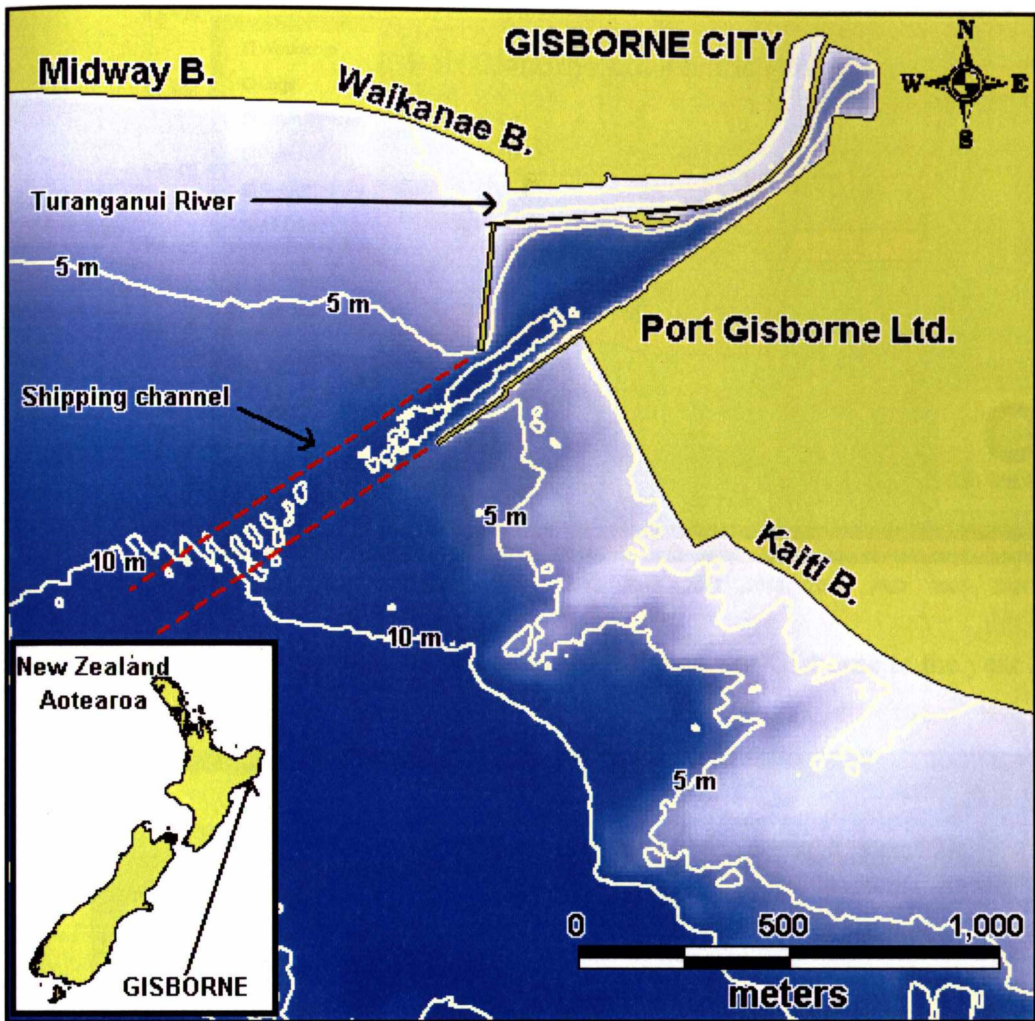 GISBORNE CITY
N
W
E
S
Midway B.
Waikanae B.
Turanganui River
5 m
5 m
Port Gisborne Ltd.
Shipping channel
5 m
10 m
Kaiti B.
10 m
New Zealand
Aotearoa
5 m
GISBORNE
0 500 1,000
meters